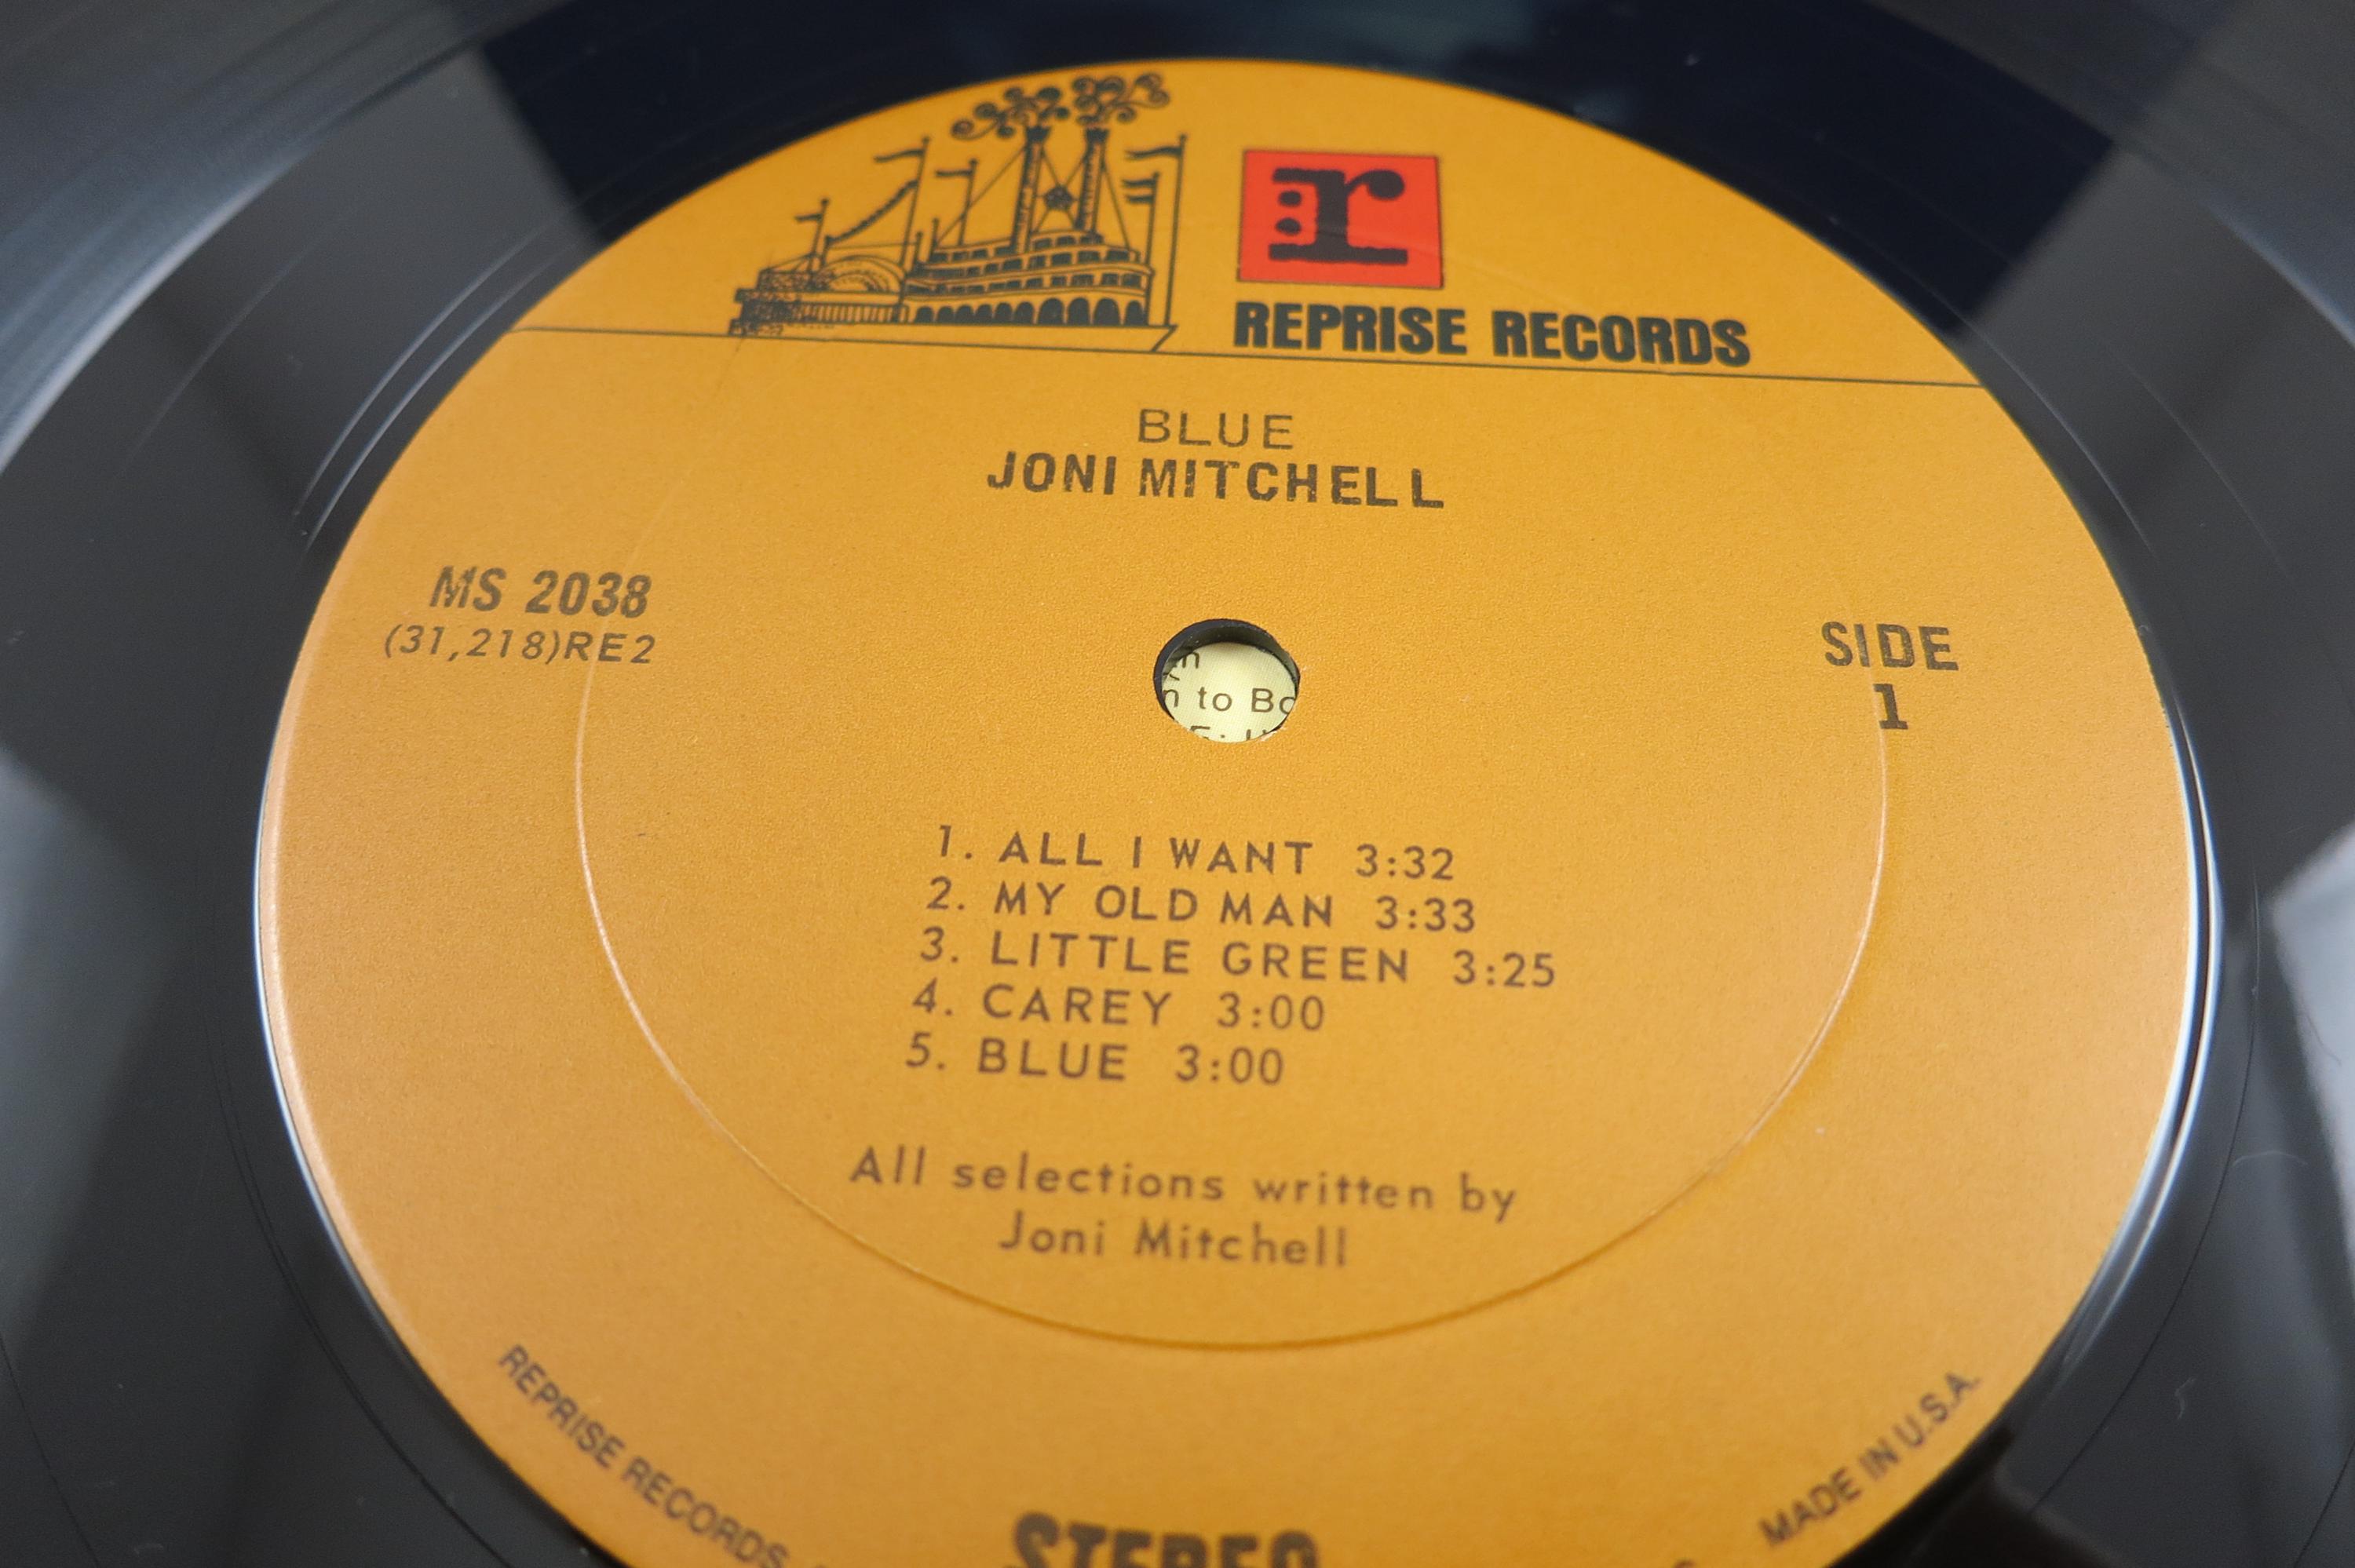 r:
REPRISE RECORDS
BLUE
JONI MITCHELL
MS 2038
(31,218)RE2
SIDE
1
n to Bo
1. ALL I WANT 3:32
2. MY OLD MAN 3:33
3. LITTLE GREEN 3:25
4. CAREY 3:00
5. BLUE 3:00
All selections written by
Joni Mitchell
REPRISE RECORDS,
MADE IN U.S.A.
STEREO